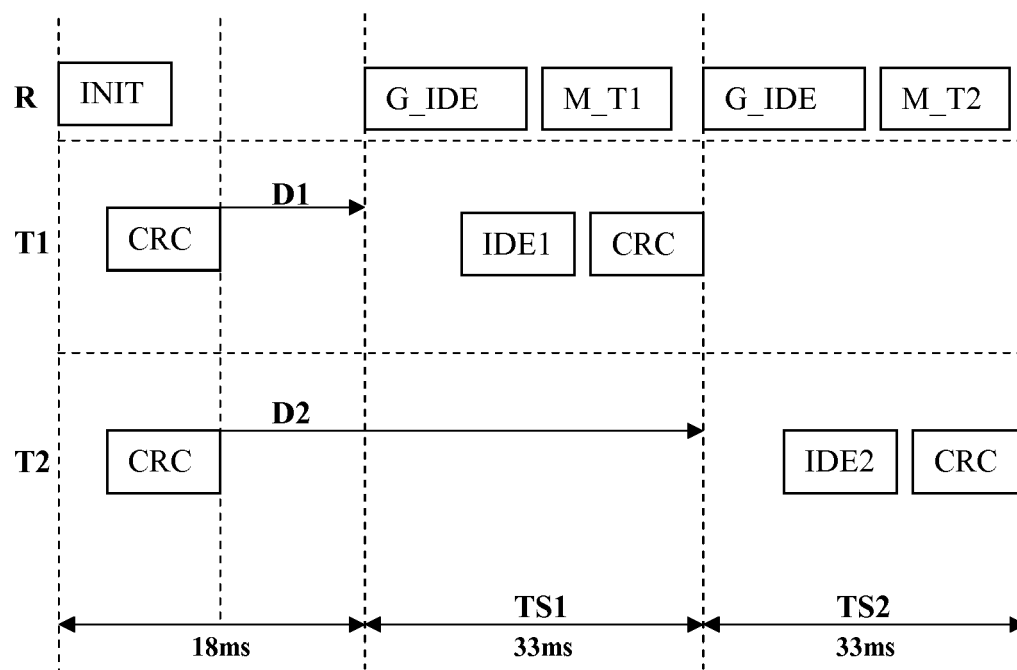 R INIT G_IDE M_T1 G_IDE M_T2
D1
T1 CRC IDE1 CRC
D2
T2 CRC IDE2 CRC
TS1 TS2
18ms 33ms 33ms